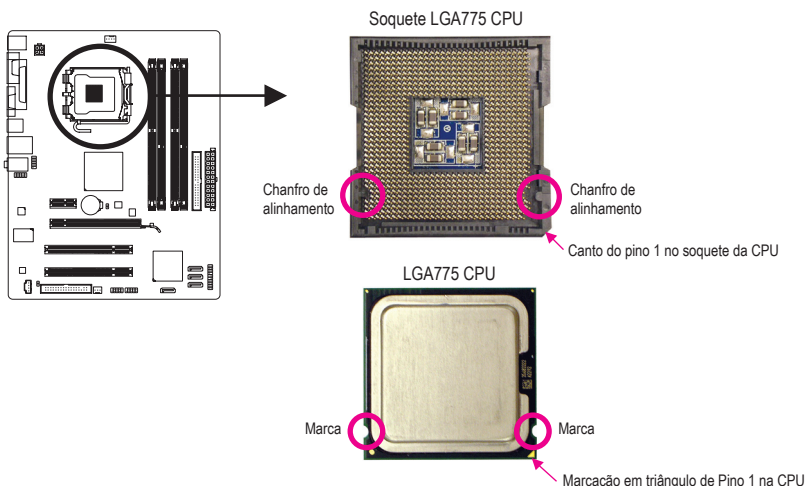 Soquete LGA775 CPU
Chanfro de
alinhamento
Chanfro de
alinhamento
Canto do pino 1 no soquete da CPU
LGA775 CPU
Marca
Marca
Marcação em triângulo de Pino 1 na CPU